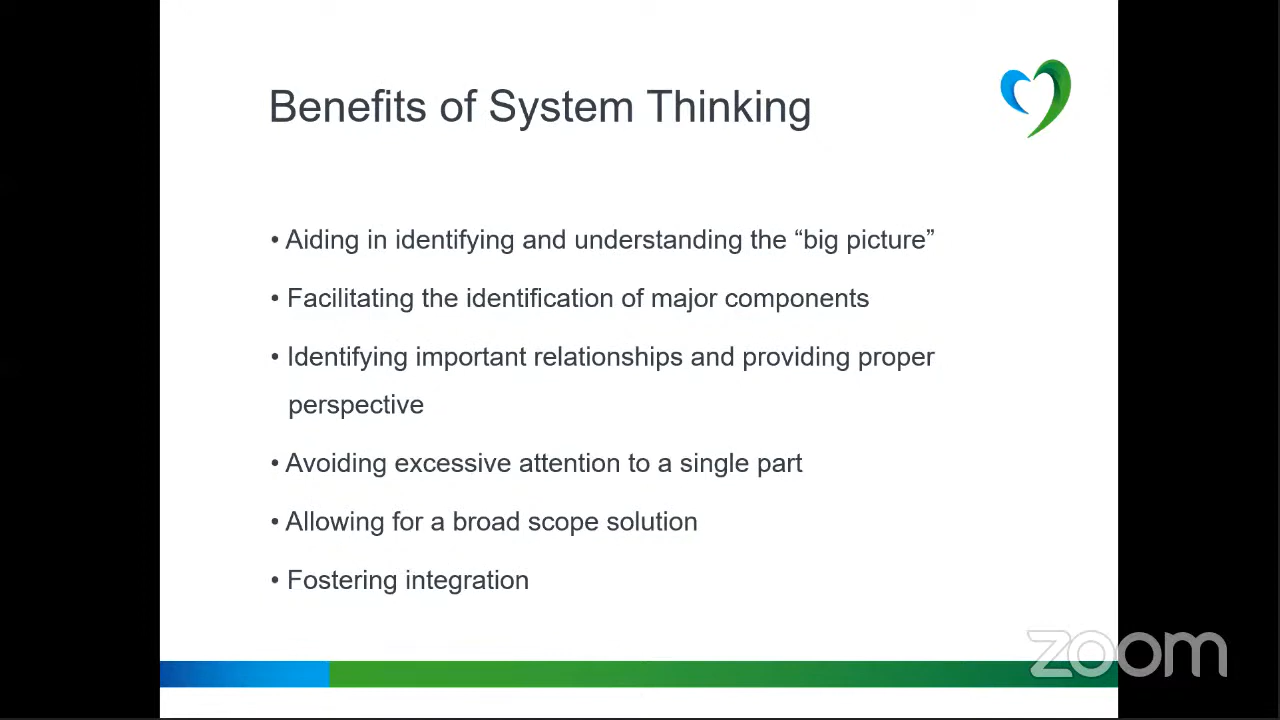 Benefits of System Thinking
• Aiding in identifying and understanding the “big picture”
• Facilitating the identification of major components
• Identifying important relationships and providing proper
perspective
• Avoiding excessive attention to a single part
• Allowing for a broad scope solution
• Fostering integration
zoom